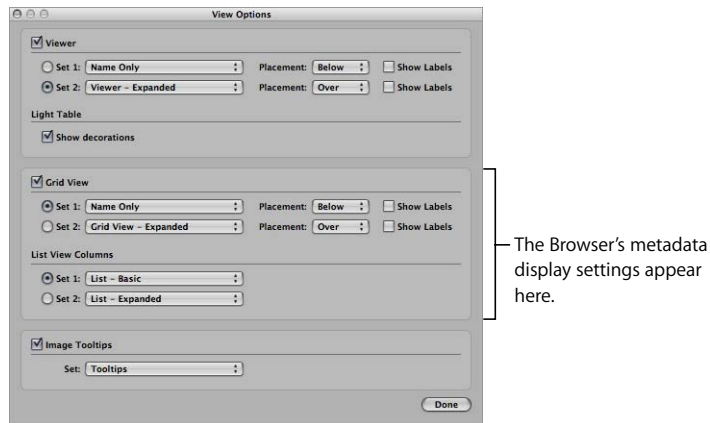 View Options
Viewer
Set 1: Name Only Placement: Below Show Labels
Set 2: Viewer – Expanded Placement: Over Show Labels
Light Table
Show decorations
Grid View
Set 1: Name Only Placement: Below Show Labels
Set 2: Grid View – Expanded Placement: Over Show Labels
List View Columns
Set 1: List – Basic
Set 2: List – Expanded
The Browser’s metadata
display settings appear
here.
Image Tooltips
Set: Tooltips
Done